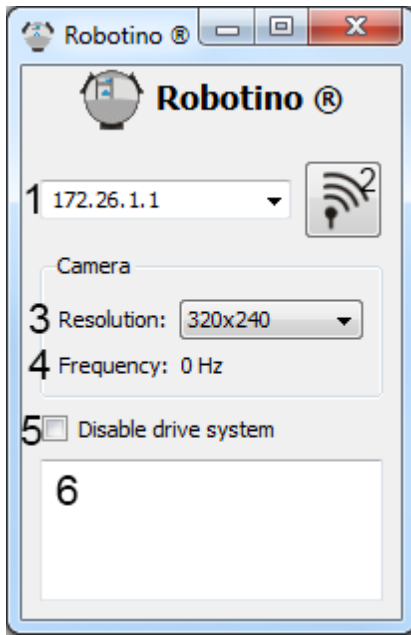 Robotino ®
Robotino ®
1 172.26.1.1 2
Camera
3 Resolution: 320x240
4 Frequency: 0 Hz
5 Disable drive system
6